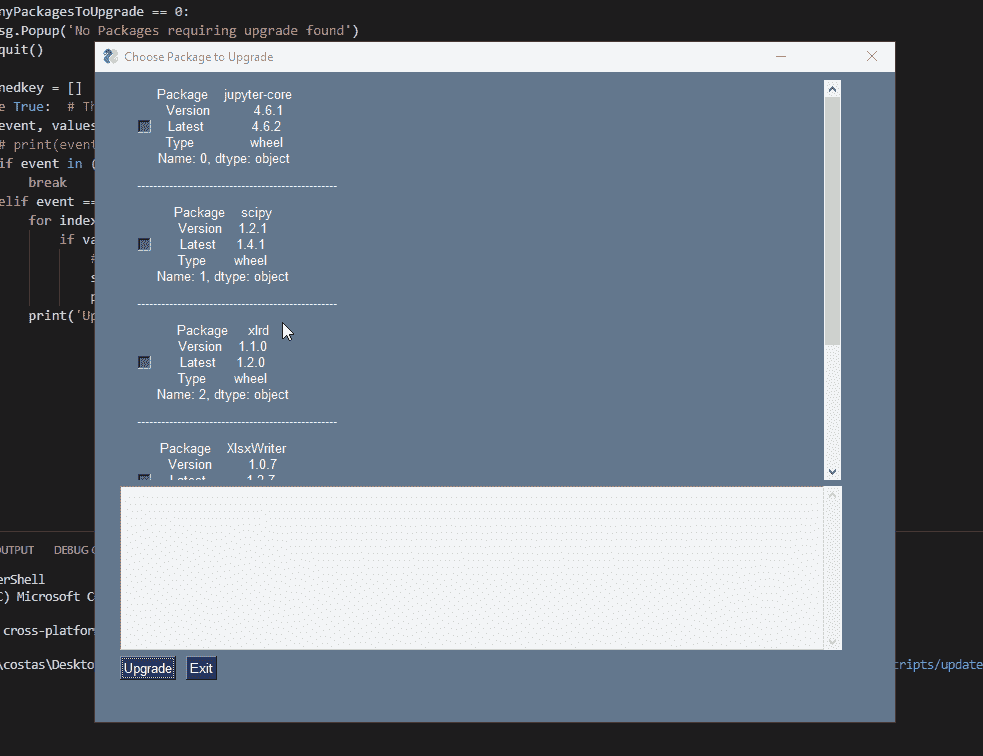 nyPackagesToUpgrade == 0:
sg.Popup('No Packages requiring upgrade found')
quit()
nedkey = []
e True:  # Th
event, values
# print(event
if event in (
break
elif event ==
for index
if va
#
s
p
print('Up
Choose Package to Upgrade
Package jupyter-core
Version 4.6.1
Latest 4.6.2
Type wheel
Name: 0, dtype: object
--------------------------------------------------
Package scipy
Version 1.2.1
Latest 1.4.1
Type wheel
Name: 1, dtype: object
--------------------------------------------------
Package xlrd
Version 1.1.0
Latest 1.2.0
Type wheel
Name: 2, dtype: object
--------------------------------------------------
Package XlsxWriter
Version 1.0.7
Latest 1.2.7
Upgrade Exit
OUTPUT DEBUG C
erShell
C) Microsoft C
cross-platfor
\costas\Deskto
cripts/update